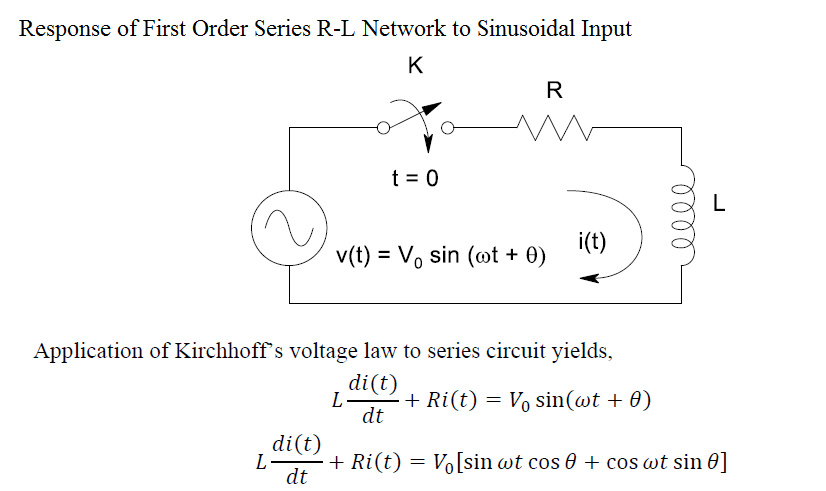 Response of First Order Series R-L Network to Sinusoidal Input
K
R
t = 0
L
i(t)
v(t) = V₀ sin (ωt + θ)
Application of Kirchhoff's voltage law to series circuit yields,
L di(t)/dt + Ri(t) = V₀ sin(ωt + θ)
L di(t)/dt + Ri(t) = V₀[sin ωt cos θ + cos ωt sin θ]